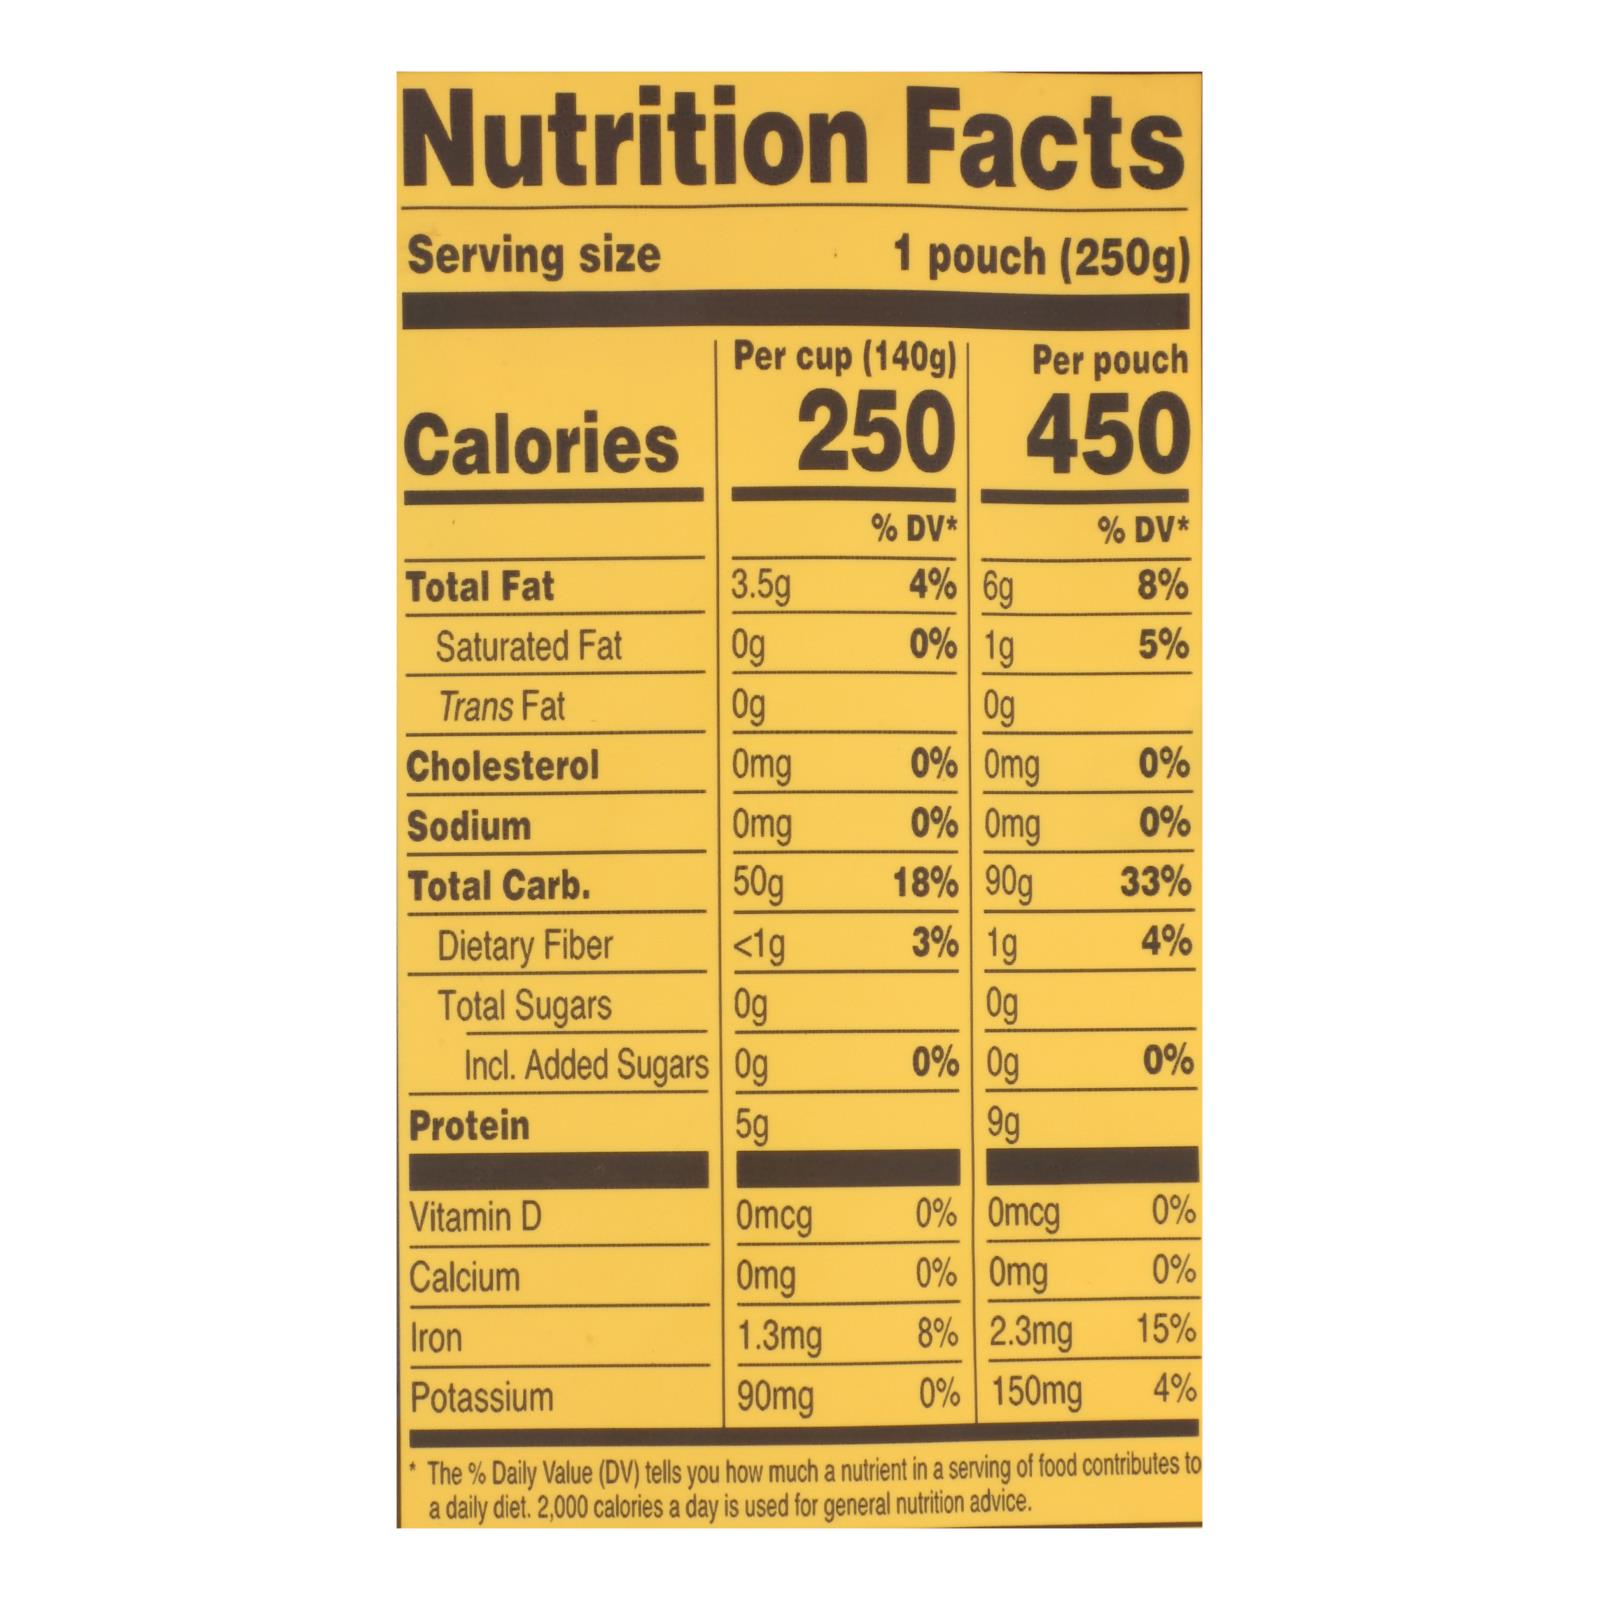 Nutrition Facts
Serving size 1 pouch (250g)
Per cup (140g) Per pouch
Calories 250 450
% DV* % DV*
Total Fat 3.5g 4% 6g 8%
Saturated Fat 0g 0% 1g 5%
Trans Fat 0g 0g
Cholesterol 0mg 0% 0mg 0%
Sodium 0mg 0% 0mg 0%
Total Carb. 50g 18% 90g 33%
Dietary Fiber <1g 3% 1g 4%
Total Sugars 0g 0g
Incl. Added Sugars 0g 0% 0g 0%
Protein 5g 9g
Vitamin D 0mcg 0% 0mcg 0%
Calcium 0mg 0% 0mg 0%
Iron 1.3mg 8% 2.3mg 15%
Potassium 90mg 0% 150mg 4%
* The % Daily Value (DV) tells you how much a nutrient in a serving of food contributes to
a daily diet. 2,000 calories a day is used for general nutrition advice.